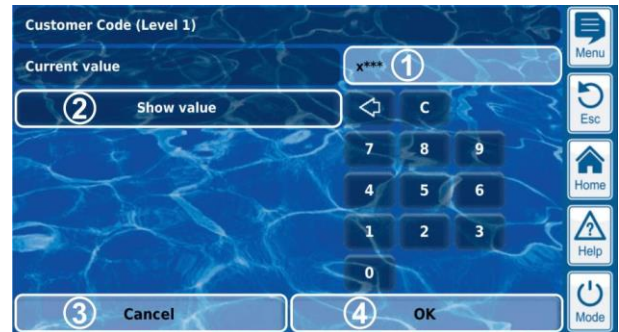 Customer Code (Level 1)
Menu
Current value
x***
1
2
Show value
C
Esc
7
8
9
Home
4
5
6
1
2
3
Help
0
3
Cancel
4
OK
Mode